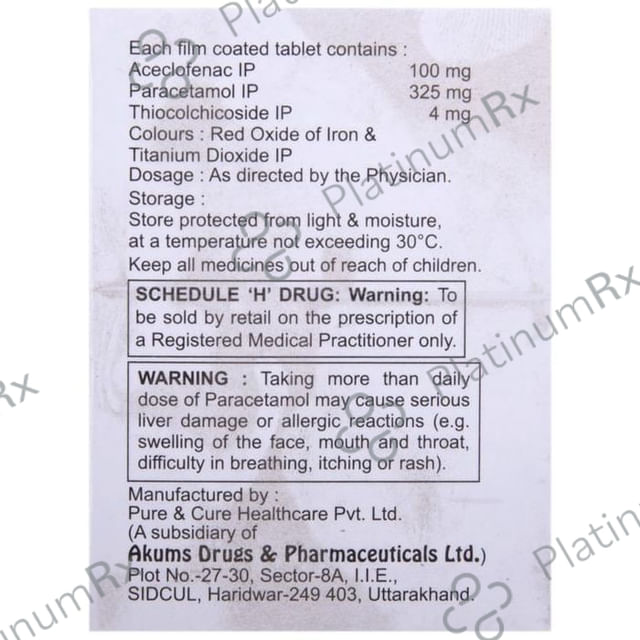 Each film coated tablet contains :
Aceclofenac IP 100 mg
Paracetamol IP 325 mg
Thiocolchicoside IP 4 mg
Colours : Red Oxide of Iron &
Titanium Dioxide IP
Dosage : As directed by the Physician.
Storage :
Store protected from light & moisture,
at a temperature not exceeding 30°C.
Keep all medicines out of reach of children.
SCHEDULE 'H' DRUG: Warning: To
be sold by retail on the prescription of
a Registered Medical Practitioner only.
WARNING : Taking more than daily
dose of Paracetamol may cause serious
liver damage or allergic reactions (e.g.
swelling of the face, mouth and throat,
difficulty in breathing, itching or rash).
Manufactured by :
Pure & Cure Healthcare Pvt. Ltd.
(A subsidiary of
Akums Drugs & Pharmaceuticals Ltd.)
Plot No.-27-30, Sector-8A, I.I.E.,
SIDCUL, Haridwar-249 403, Uttarakhand.
PlatinumRx
PlatinumRx
PlatinumRx